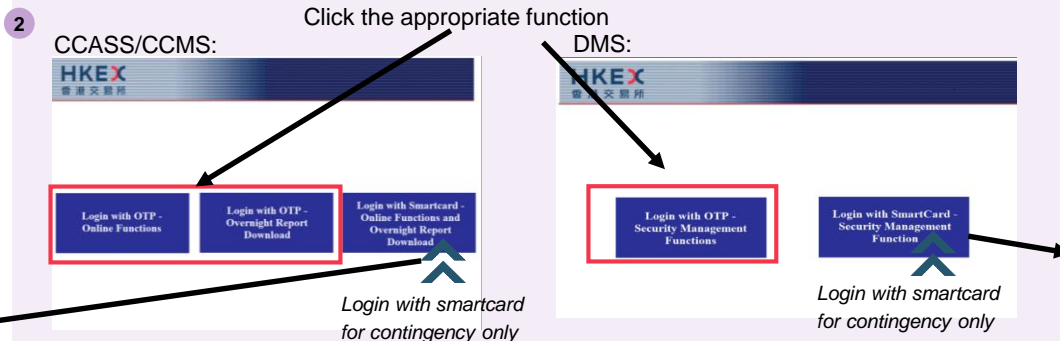 2
Click the appropriate function
CCASS/CCMS:
HKEX
香港交易所
Login with OTP -
Online Functions
Login with OTP -
Overnight Report
Download
Login with Smartcard -
Online Functions and
Overnight Report
Download
Login with smartcard
for contingency only
DMS:
HKEX
香港交易所
Login with OTP -
Security Management
Functions
Login with SmartCard -
Security Management
Function
Login with smartcard
for contingency only